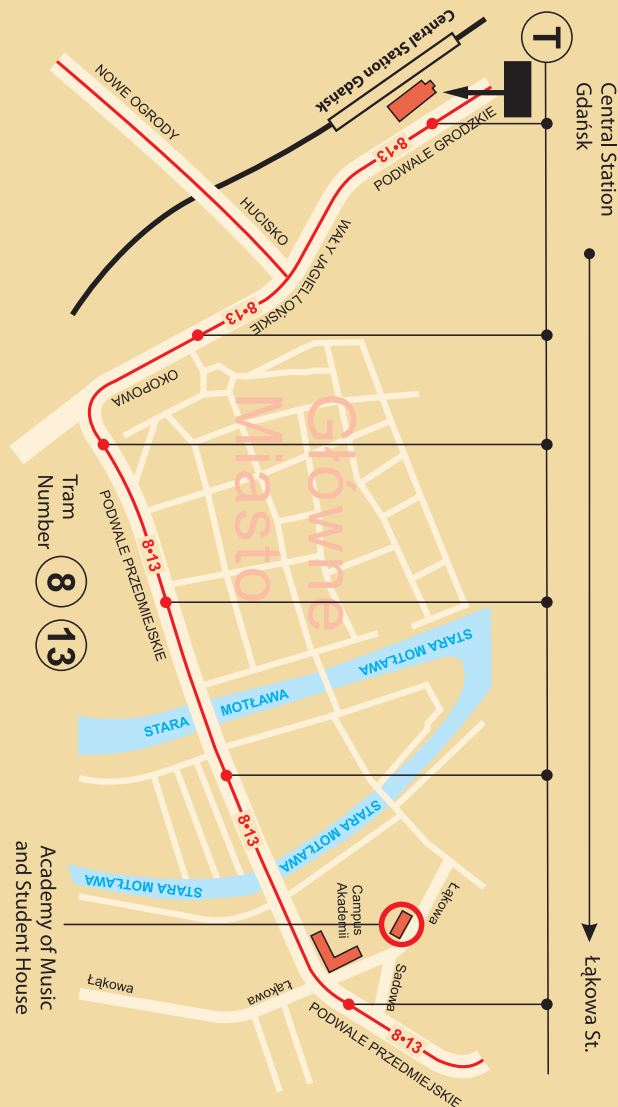 T
Central Station
Gdańsk
Łąkowa St.
Central Station Gdańsk
NOWE OGRODY
HUCISKO
PODWALE GRODZKIE
8•13
WAŁY JAGIELLOŃSKIE
8•13
OKOPOWA
Główne
Miasto
PODWALE PRZEDMIEJSKIE
8•13
Tram
Number
8
13
STARA MOTŁAWA
STARA MOTŁAWA
STARA MOTŁAWA
STARA MOTŁAWA
8•13
Campus
Akademii
Łąkowa
Sadowa
Łąkowa
Łąkowa
PODWALE PRZEDMIEJSKIE
8•13
Academy of Music
and Student House